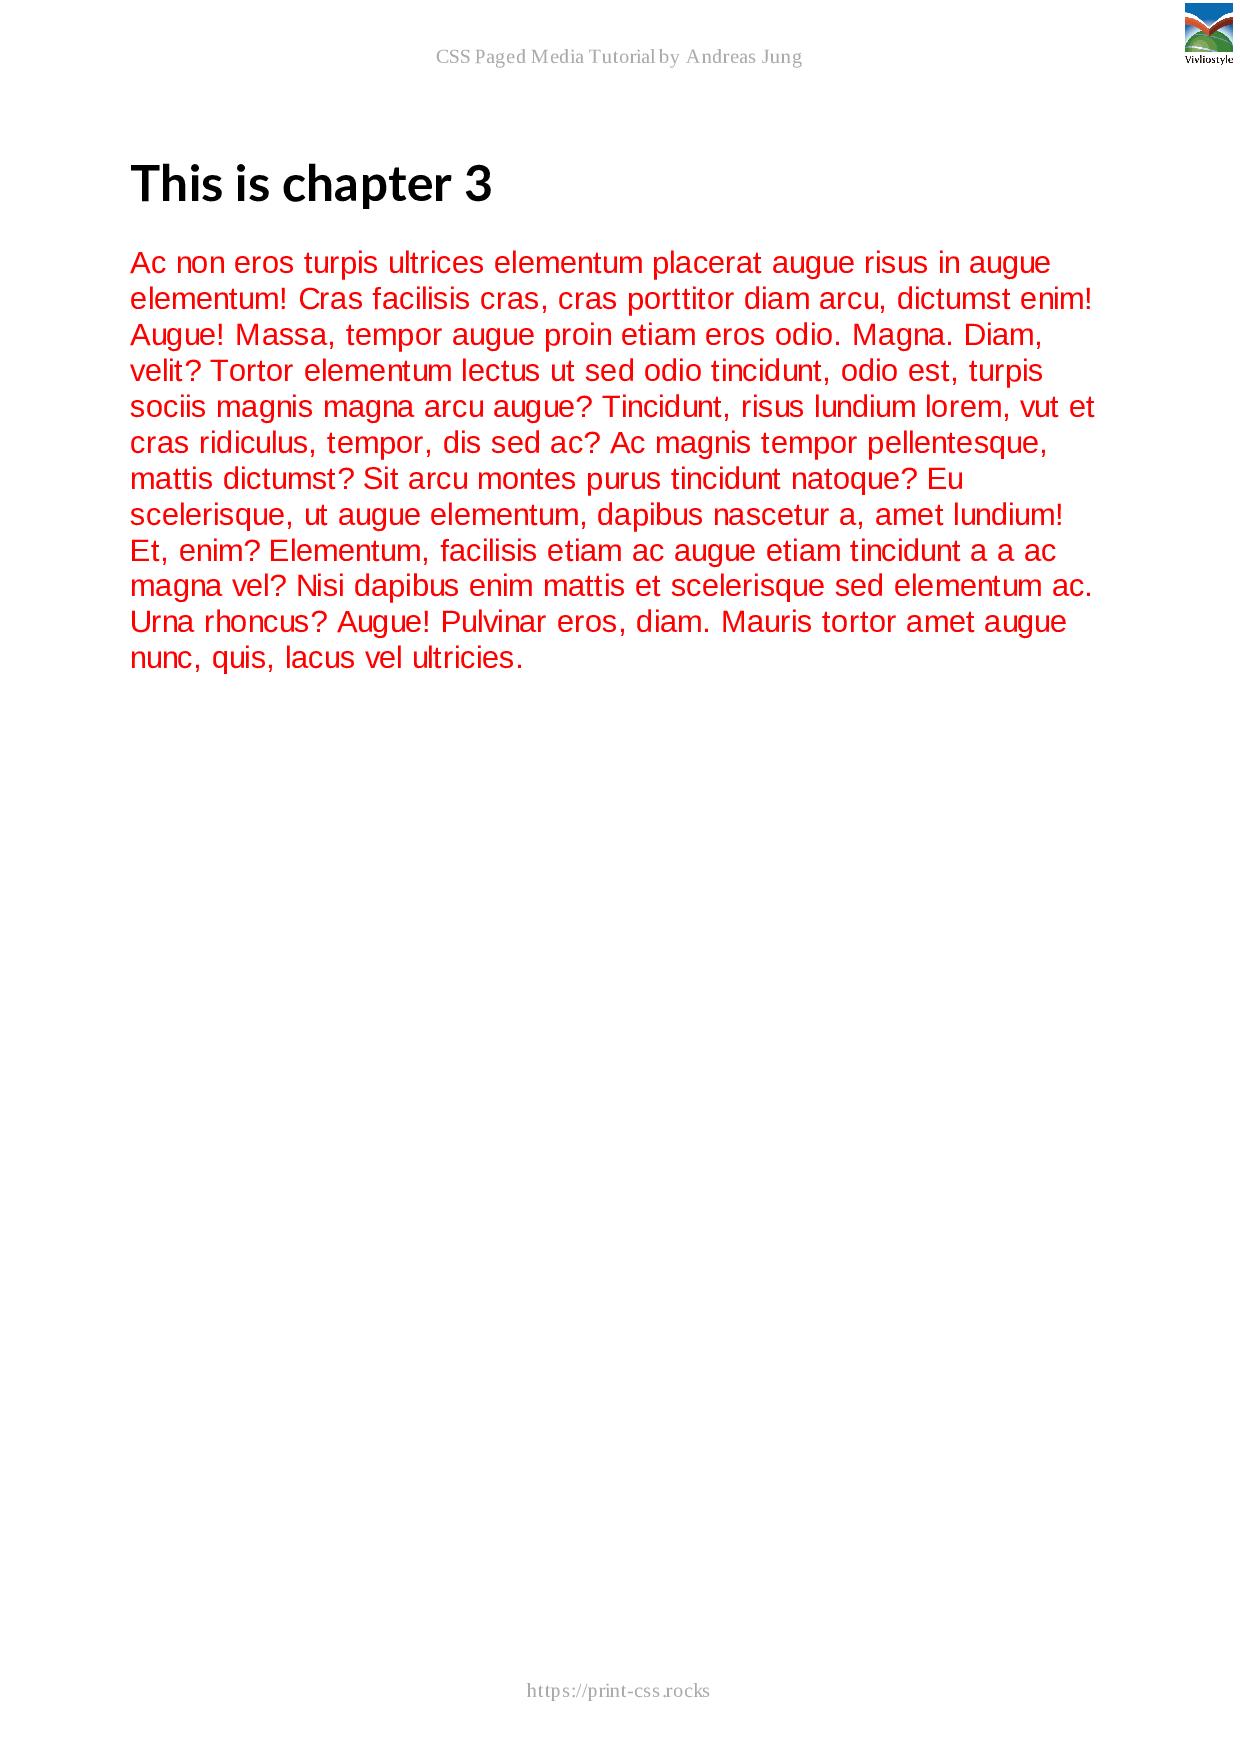 CSS Paged Media Tutorial by Andreas Jung
Vivliostyle
This is chapter 3
Ac non eros turpis ultrices elementum placerat augue risus in augue
elementum! Cras facilisis cras, cras porttitor diam arcu, dictumst enim!
Augue! Massa, tempor augue proin etiam eros odio. Magna. Diam,
velit? Tortor elementum lectus ut sed odio tincidunt, odio est, turpis
sociis magnis magna arcu augue? Tincidunt, risus lundium lorem, vut et
cras ridiculus, tempor, dis sed ac? Ac magnis tempor pellentesque,
mattis dictumst? Sit arcu montes purus tincidunt natoque? Eu
scelerisque, ut augue elementum, dapibus nascetur a, amet lundium!
Et, enim? Elementum, facilisis etiam ac augue etiam tincidunt a a ac
magna vel? Nisi dapibus enim mattis et scelerisque sed elementum ac.
Urna rhoncus? Augue! Pulvinar eros, diam. Mauris tortor amet augue
nunc, quis, lacus vel ultricies.
https://print-css.rocks